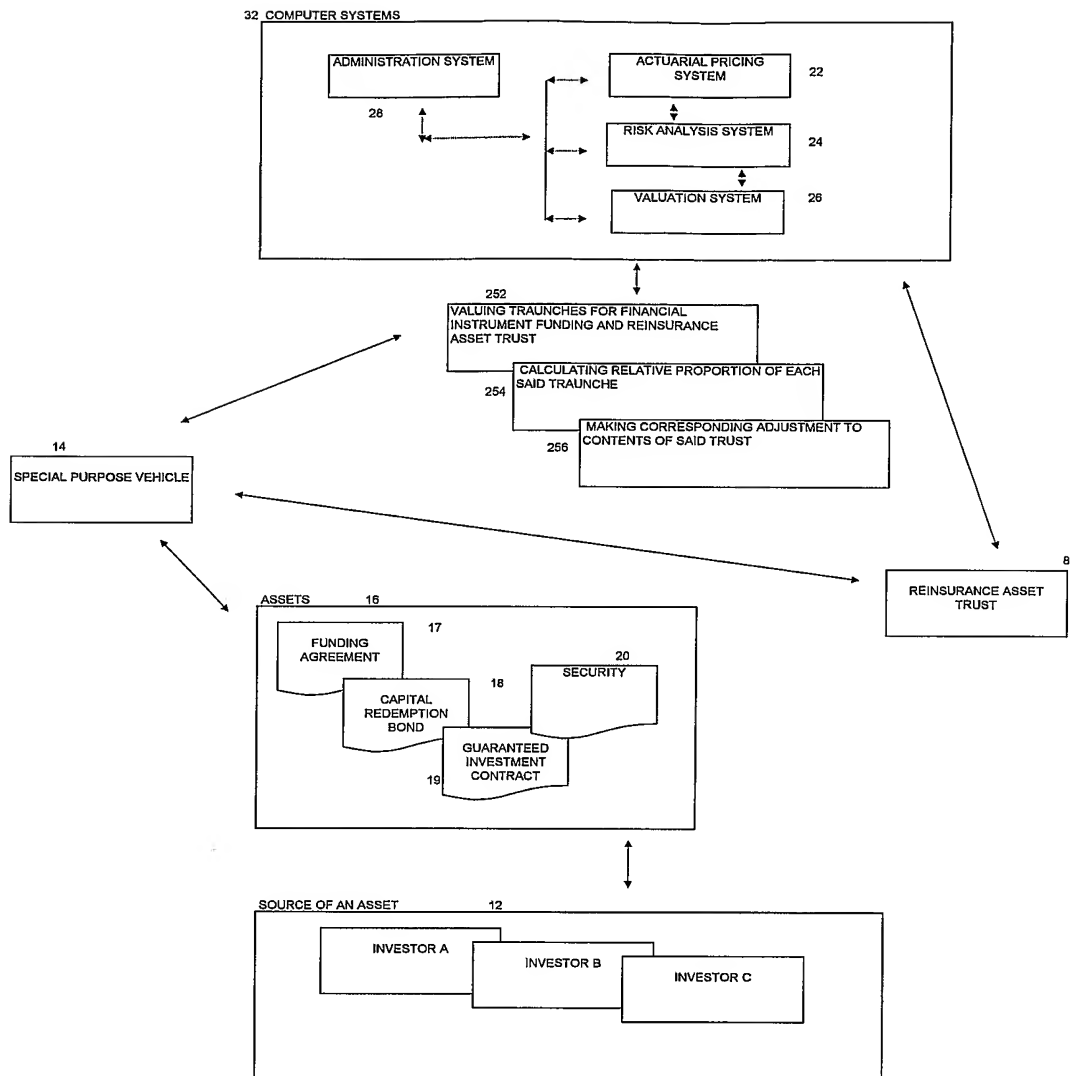 32 COMPUTER SYSTEMS
ADMINISTRATION SYSTEM
28
ACTUARIAL PRICING
SYSTEM
22
RISK ANALYSIS SYSTEM
24
VALUATION SYSTEM
26
252
VALUING TRAUNCHES FOR FINANCIAL
INSTRUMENT FUNDING AND REINSURANCE
ASSET TRUST
CALCULATING RELATIVE PROPORTION OF EACH
SAID TRAUNCHE
254
MAKING CORRESPONDING ADJUSTMENT TO
CONTENTS OF SAID TRUST
256
14
SPECIAL PURPOSE VEHICLE
8
REINSURANCE ASSET
TRUST
ASSETS 16
17
FUNDING
AGREEMENT
18
CAPITAL
REDEMPTION
BOND
20
SECURITY
GUARANTEED
INVESTMENT
CONTRACT
19
SOURCE OF AN ASSET 12
INVESTOR A
INVESTOR B
INVESTOR C